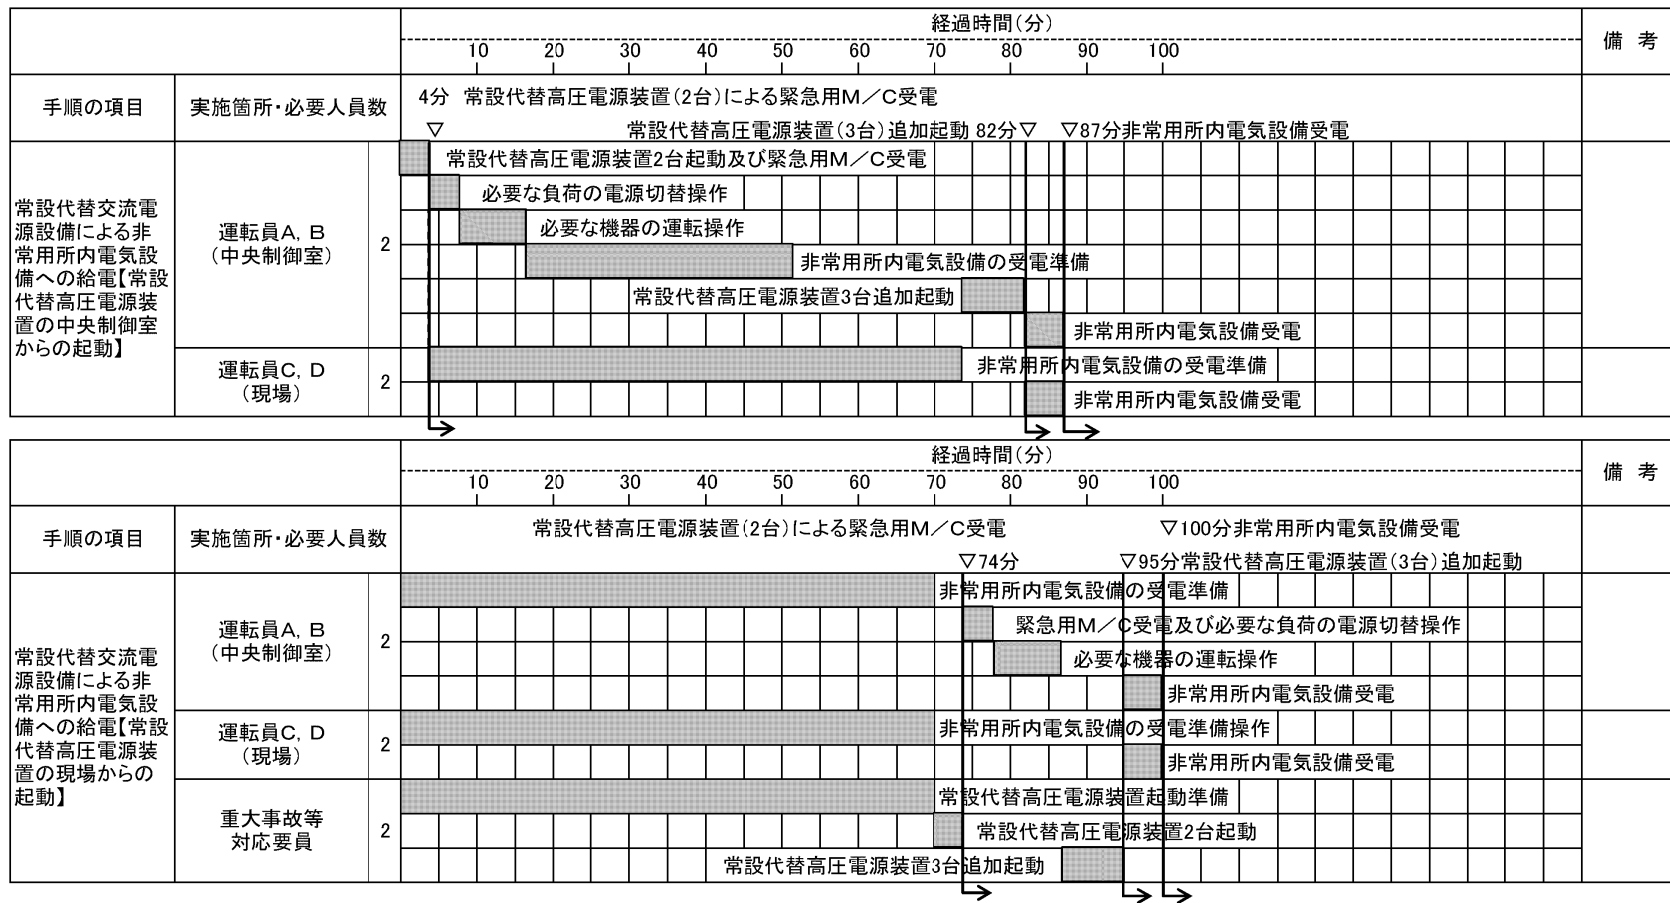 経過時間(分)
備 考
10 20 30 40 50 60 70 80 90 100
手順の項目
実施箇所・必要人員数
4分 常設代替高圧電源装置(2台)による緊急用M/C受電
▽
常設代替高圧電源装置(3台)追加起動 82分▽
▽87分非常用所内電気設備受電
常設代替交流電
源設備による非
常用所内電気設
備への給電【常設
代替高圧電源装
置の中央制御室
からの起動】
運転員A, B
(中央制御室)
2
常設代替高圧電源装置2台起動及び緊急用M/C受電
必要な負荷の電源切替操作
必要な機器の運転操作
非常用所内電気設備の受電準備
常設代替高圧電源装置3台追加起動
非常用所内電気設備受電
運転員C, D
(現場)
2
非常用所内電気設備の受電準備
非常用所内電気設備受電
経過時間(分)
備 考
10 20 30 40 50 60 70 80 90 100
手順の項目
実施箇所・必要人員数
常設代替高圧電源装置(2台)による緊急用M/C受電
▽100分非常用所内電気設備受電
▽74分
▽95分常設代替高圧電源装置(3台)追加起動
常設代替交流電
源設備による非
常用所内電気設
備への給電【常設
代替高圧電源装
置の現場からの
起動】
運転員A, B
(中央制御室)
2
非常用所内電気設備の受電準備
緊急用M/C受電及び必要な負荷の電源切替操作
必要な機器の運転操作
非常用所内電気設備受電
運転員C, D
(現場)
2
非常用所内電気設備の受電準備操作
非常用所内電気設備受電
重大事故等
対応要員
2
常設代替高圧電源装置起動準備
常設代替高圧電源装置2台起動
常設代替高圧電源装置3台追加起動